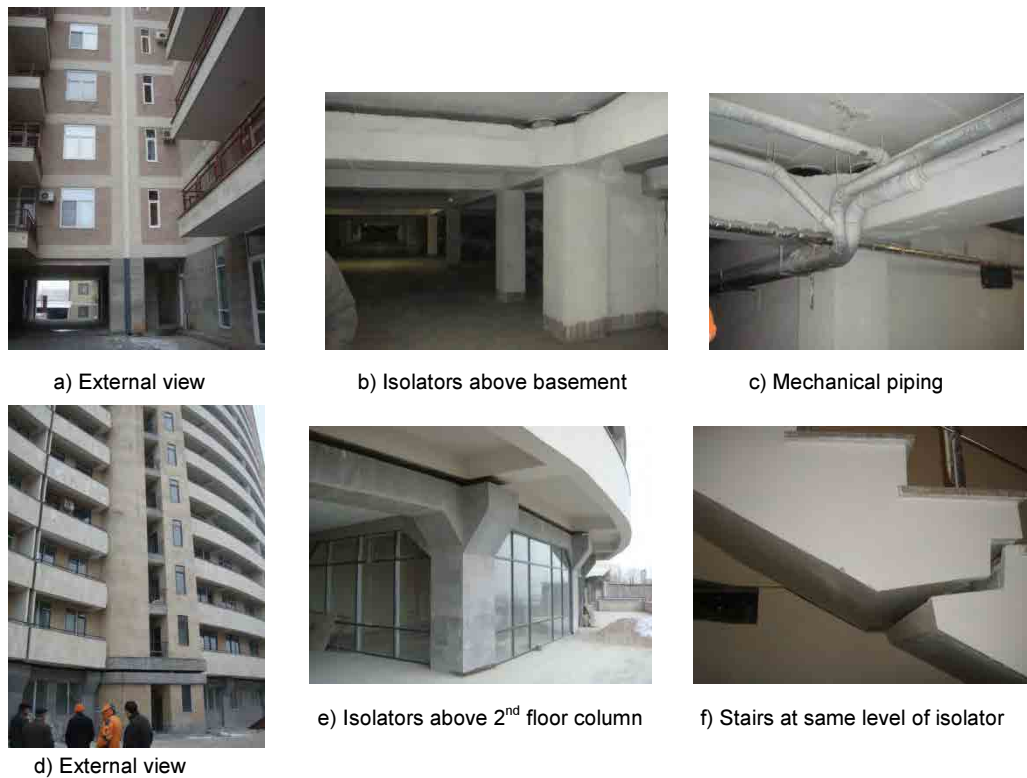 a) External view
b) Isolators above basement
c) Mechanical piping
e) Isolators above 2nd floor column
f) Stairs at same level of isolator
d) External view